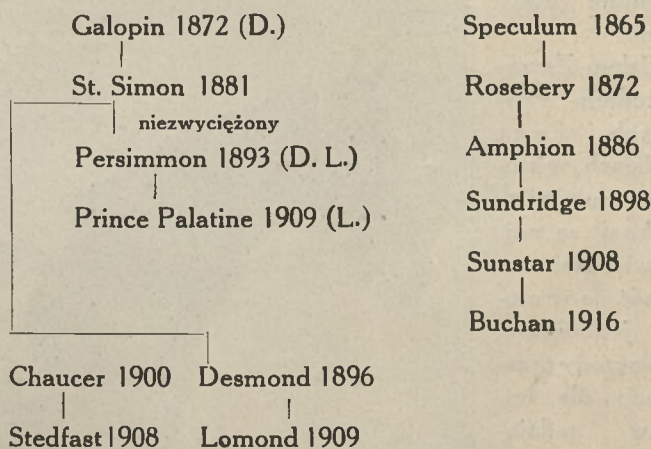 Galopin 1872 (D.)
St. Simon 1881
niezwyciężony
Persimmon 1893 (D. L.)
Prince Palatine 1909 (L.)
Chaucer 1900 Desmond 1896
Stedfast 1908 Lomond 1909
Speculum 1865
Rosebery 1872
Amphion 1886
Sundridge 1898
Sunstar 1908
Buchan 1916